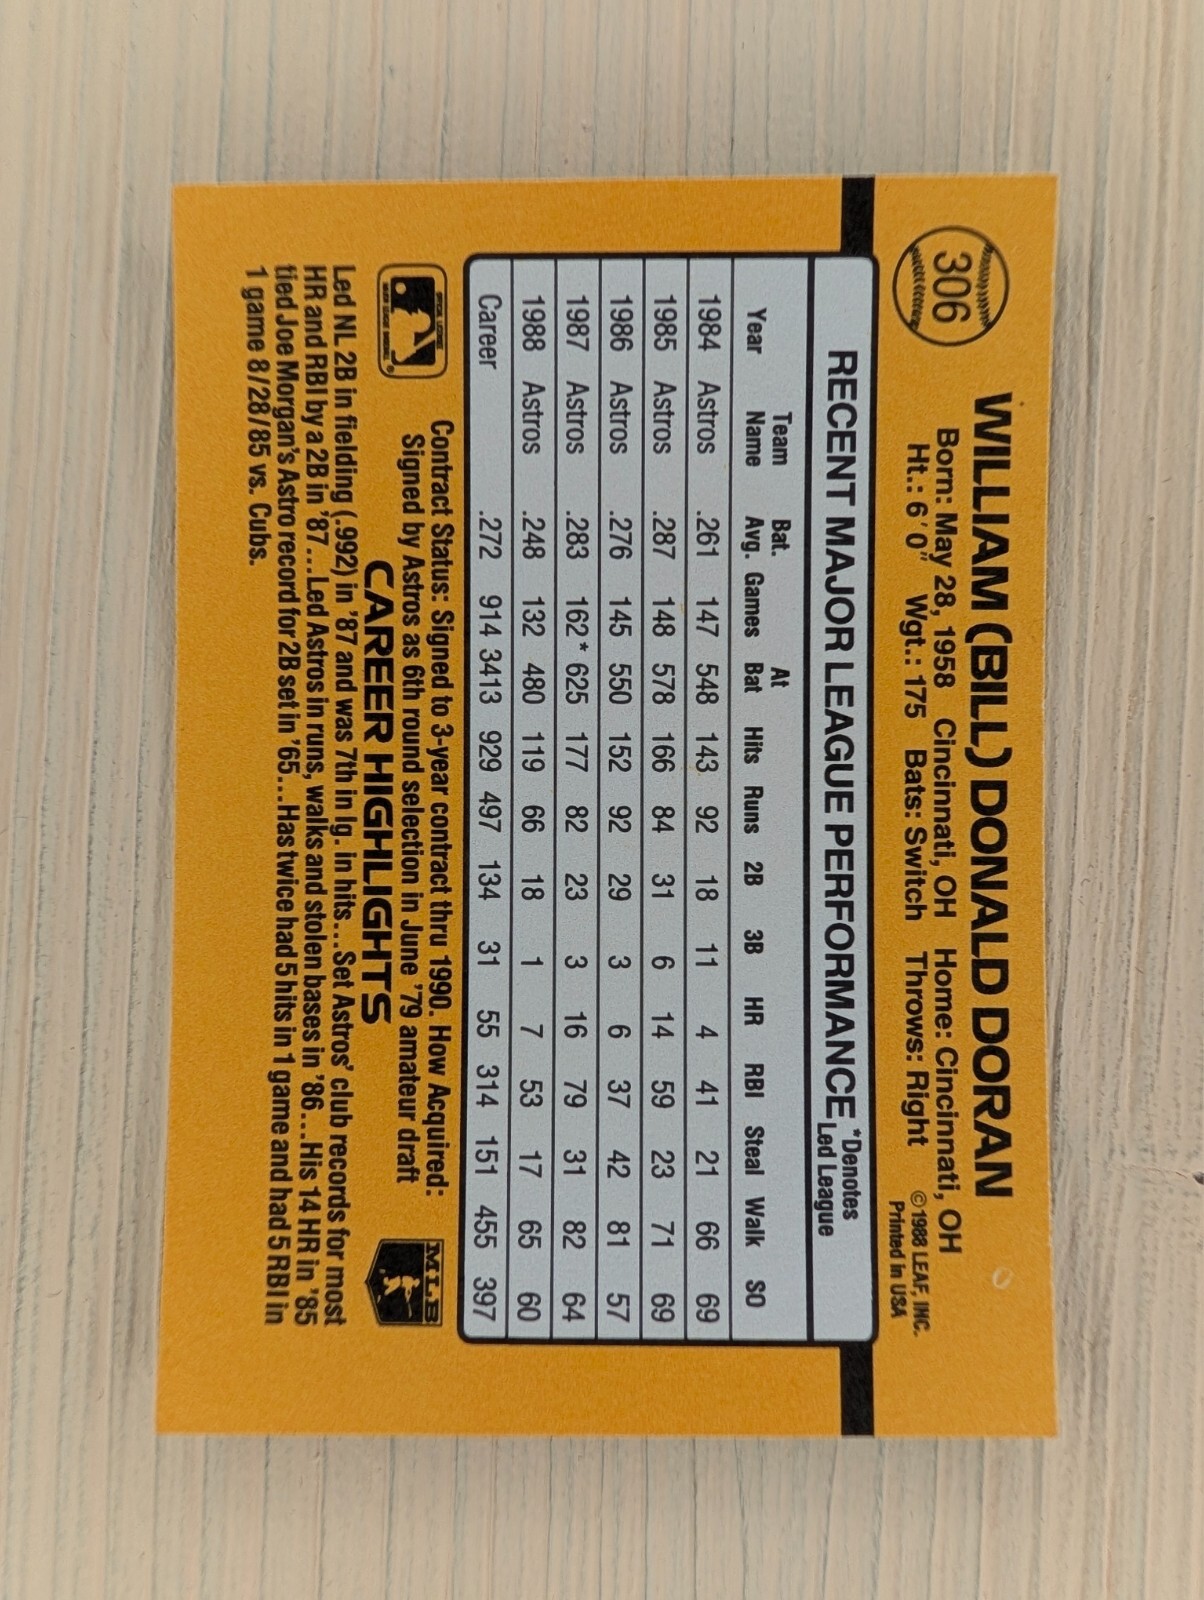 306
WILLIAM (BILL) DONALD DORAN
Born: May 28, 1958 Cincinnati, OH Home: Cincinnati, OH
Ht.: 6'0" Wgt.: 175 Bats: Switch Throws: Right
©1988 LEAF, INC.
Printed in USA
RECENT MAJOR LEAGUE PERFORMANCE *Denotes Led League
Year Team Name Bat. Avg. Games At Bat Hits Runs 2B 3B HR RBI Steal Walk SO
1984 Astros .261 147 548 143 92 18 11 4 41 21 66 69
1985 Astros .287 148 578 166 84 31 6 14 59 23 71 69
1986 Astros .276 145 550 152 92 29 3 6 37 42 81 57
1987 Astros .283 162* 625 177 82 23 3 16 79 31 82 64
1988 Astros .248 132 480 119 66 18 1 7 53 17 65 60
Career .272 914 3413 929 497 134 31 55 314 151 455 397
Contract Status: Signed to 3-year contract thru 1990. How Acquired:
Signed by Astros as 6th round selection in June '79 amateur draft
MLB
CAREER HIGHLIGHTS
Led NL 2B in fielding (.992) in '87 and was 7th in lg. in hits...Set Astros' club records for most
HR and RBI by a 2B in '87...Led Astros in runs, walks and stolen bases in '86...His 14 HR in '85
tied Joe Morgan's Astro record for 2B set in '65...Has twice had 5 hits in 1 game and had 5 RBI in
1 game 8/28/85 vs. Cubs.